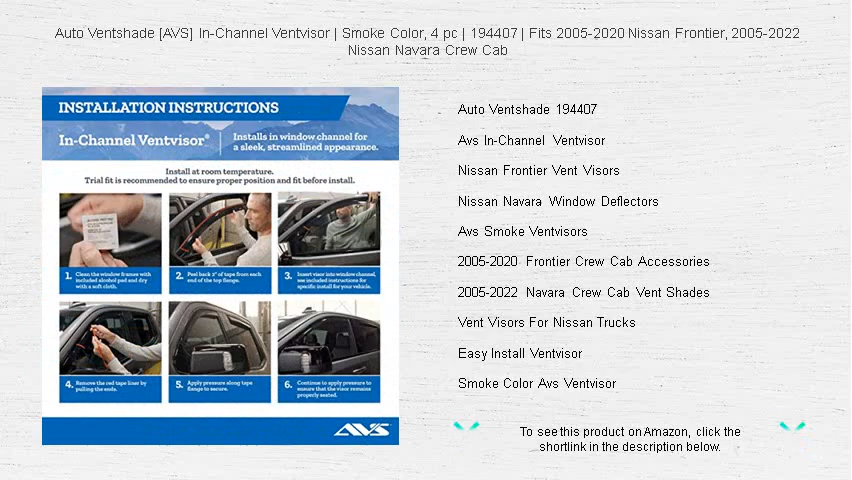 Auto Ventshade [AVS] In-Channel Ventvisor | Smoke Color, 4 pc | 194407 | Fits 2005-2020 Nissan Frontier, 2005-2022
Nissan Navara Crew Cab
INSTALLATION INSTRUCTIONS
In-Channel Ventvisor®
Installs in window channel for
a sleek, streamlined appearance.
Install at room temperature.
Trial fit is recommended to ensure proper position and fit before install.
1. Clean the window frames with
included alcohol pad and dry
with a soft cloth.
2. Peel back 2" of tape from each
end of the top flange.
3. Insert visor into window channel,
see included instructions for
specific install for your vehicle.
4. Remove the red tape liner by
pulling the ends.
5. Apply pressure along tape
flange to secure.
6. Continue to apply pressure to
ensure that the visor remains
properly seated.
AVS
Auto Ventshade 194407
Avs In-Channel Ventvisor
Nissan Frontier Vent Visors
Nissan Navara Window Deflectors
Avs Smoke Ventvisors
2005-2020 Frontier Crew Cab Accessories
2005-2022 Navara Crew Cab Vent Shades
Vent Visors For Nissan Trucks
Easy Install Ventvisor
Smoke Color Avs Ventvisor
To see this product on Amazon, click the
shortlink in the description below.